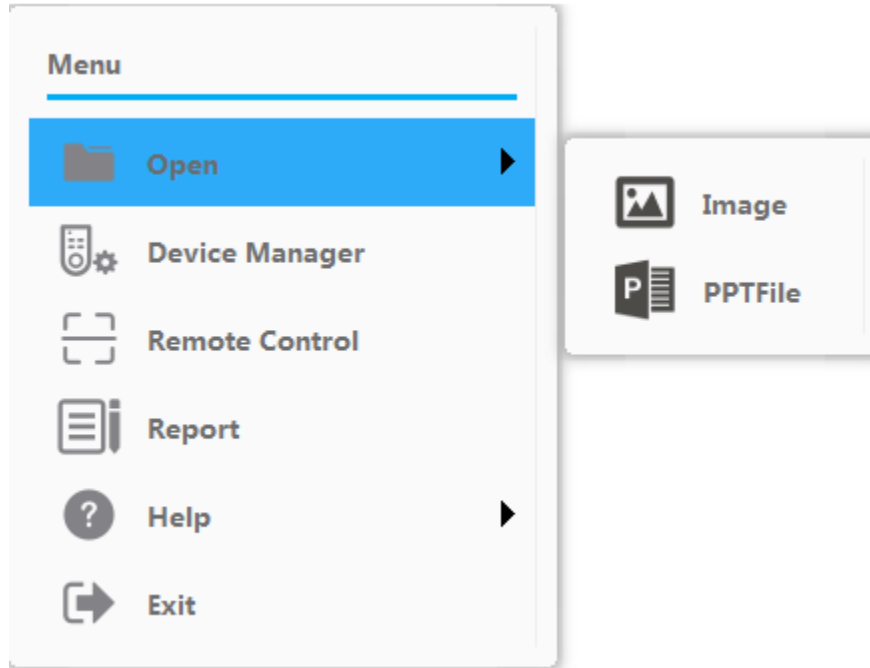 Menu
Open
Device Manager
Remote Control
Report
?
Help
Exit
Image
P
PPTFile